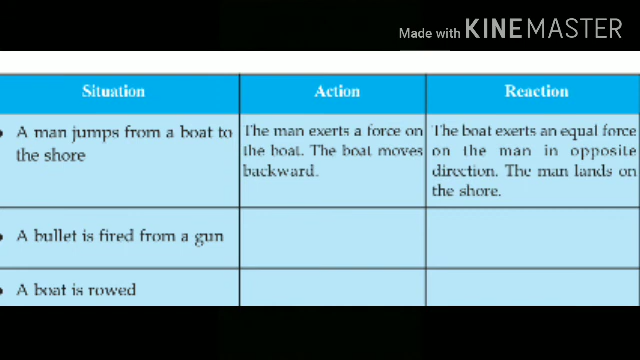 Made with KINEMASTER
Situation Action Reaction
A man jumps from a boat to
the shore
The man exerts a force on
the boat. The boat moves
backward.
The boat exerts an equal force
on the man in opposite
direction. The man lands on
the shore.
A bullet is fired from a gun
A boat is rowed